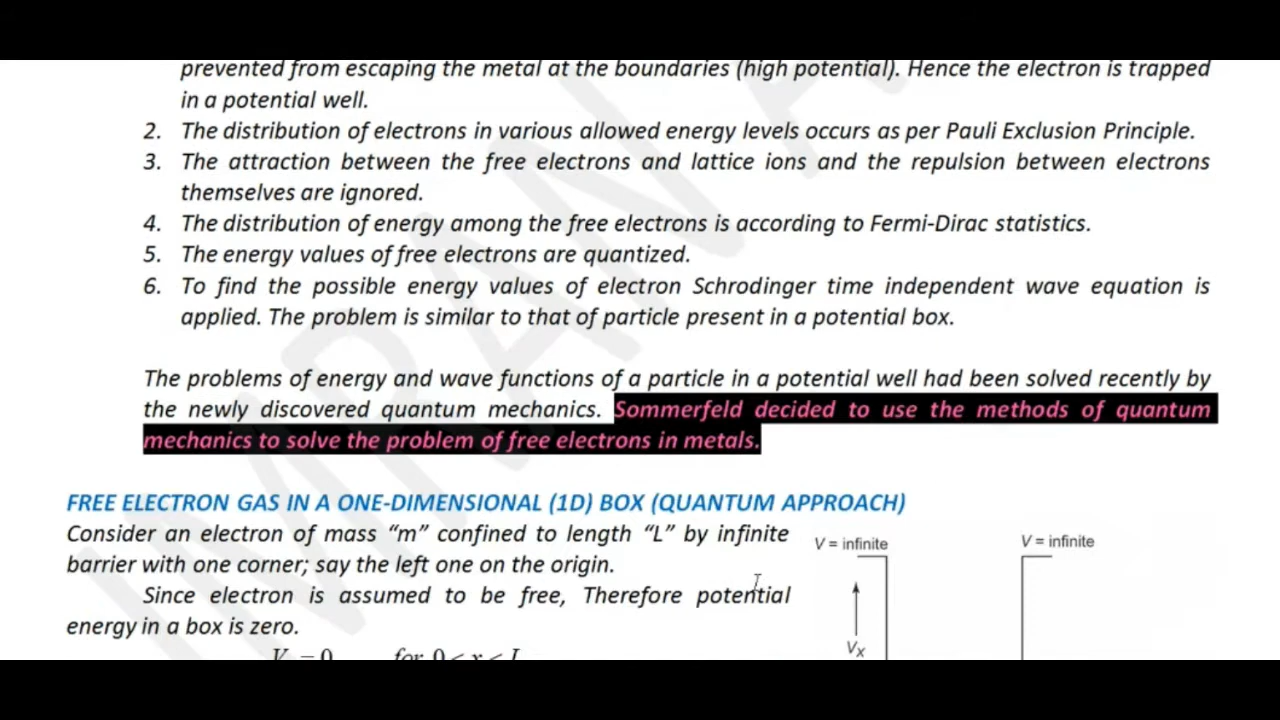 prevented from escaping the metal at the boundaries (high potential). Hence the electron is trapped
in a potential well.
2. The distribution of electrons in various allowed energy levels occurs as per Pauli Exclusion Principle.
3. The attraction between the free electrons and lattice ions and the repulsion between electrons
themselves are ignored.
4. The distribution of energy among the free electrons is according to Fermi-Dirac statistics.
5. The energy values of free electrons are quantized.
6. To find the possible energy values of electron Schrodinger time independent wave equation is
applied. The problem is similar to that of particle present in a potential box.
The problems of energy and wave functions of a particle in a potential well had been solved recently by
the newly discovered quantum mechanics. Sommerfeld decided to use the methods of quantum
mechanics to solve the problem of free electrons in metals.
FREE ELECTRON GAS IN A ONE-DIMENSIONAL (1D) BOX (QUANTUM APPROACH)
Consider an electron of mass “m” confined to length “L” by infinite
barrier with one corner; say the left one on the origin.
Since electron is assumed to be free, Therefore potential
energy in a box is zero.
V = 0 for 0 < x < L
V = infinite
V = infinite
Vx